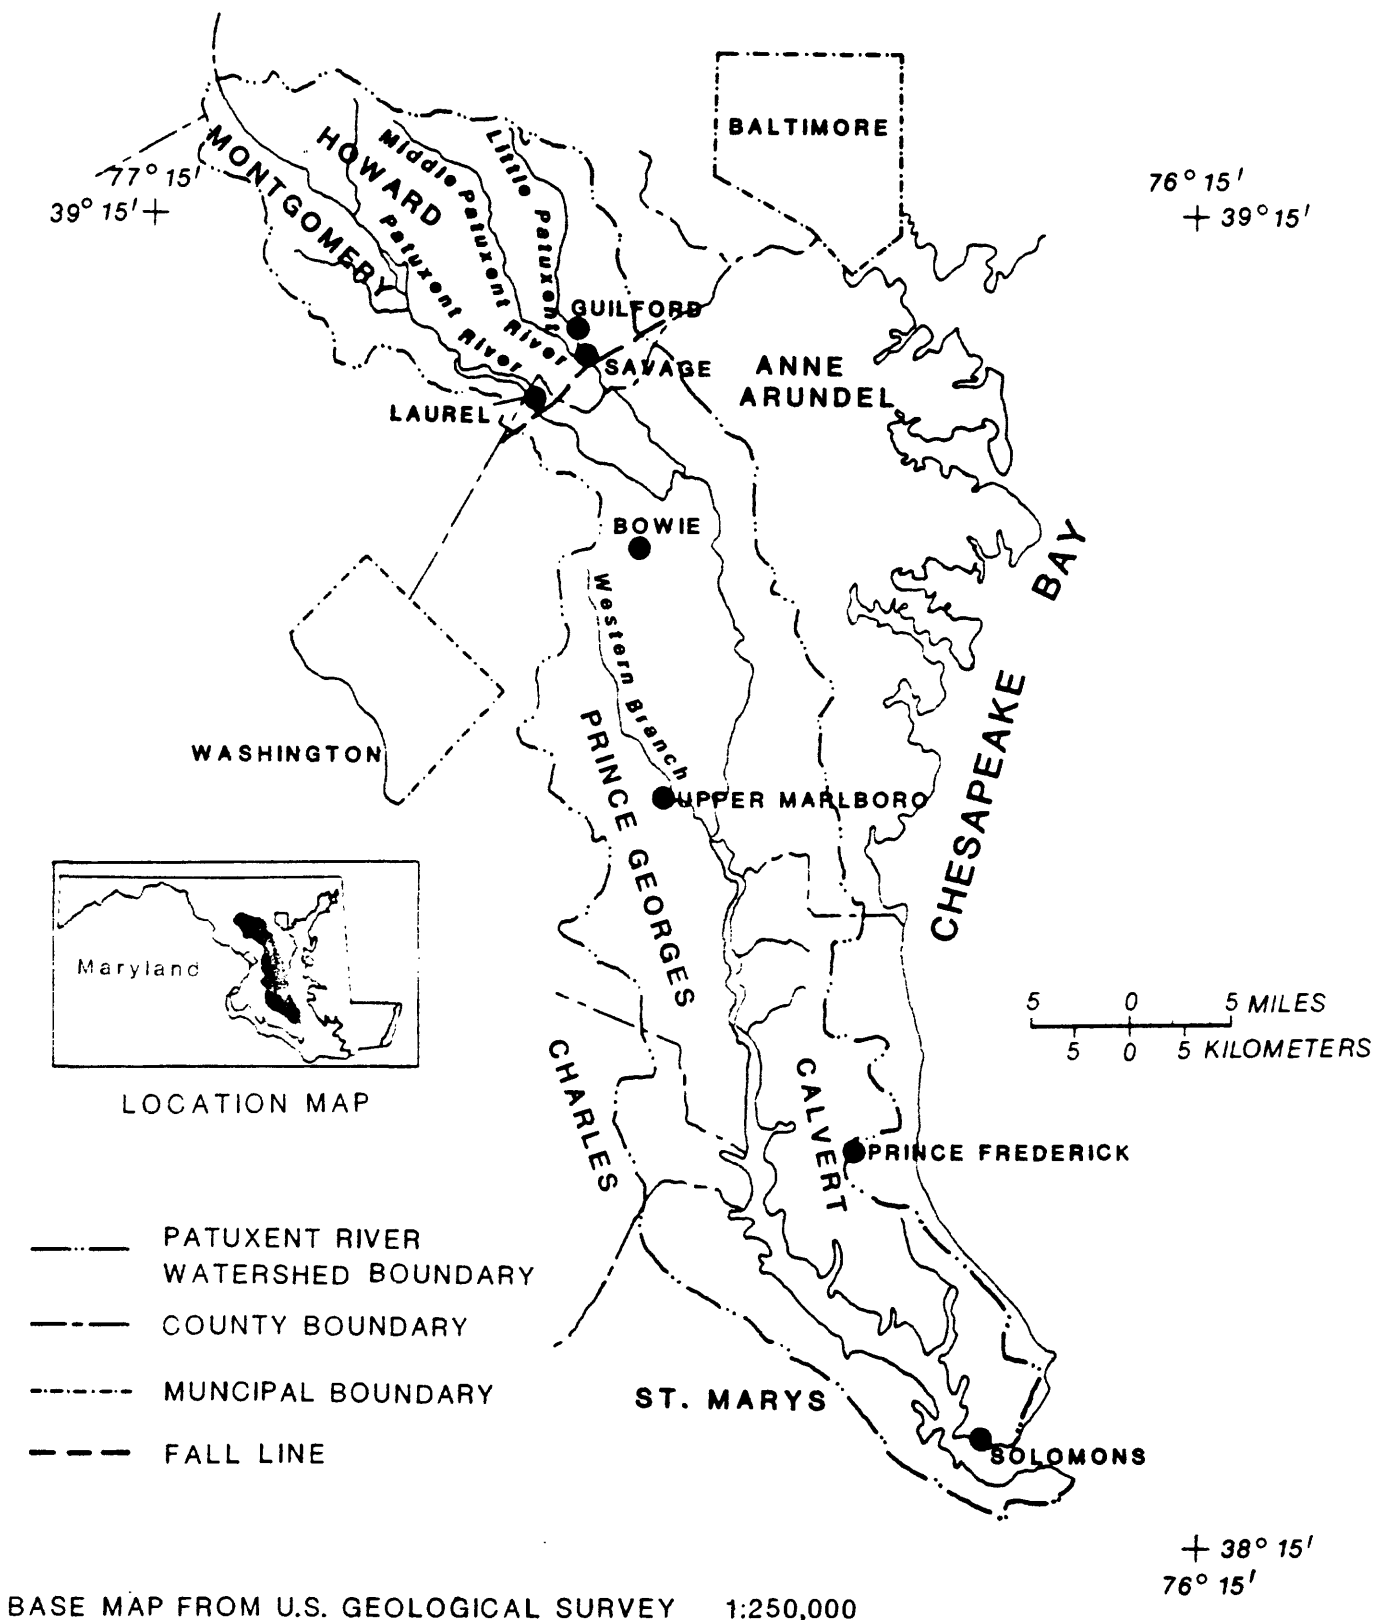 BALTIMORE
HOWARD
MONTGOMERY
Middle Patuxent River
Little Patuxent
Patuxent River
77° 15'
39° 15'
76° 15'
39° 15'
GUILFORD
SAVAGE
LAUREL
ANNE
ARUNDEL
BOWIE
Western Branch
CHESAPEAKE BAY
WASHINGTON
PRINCE GEORGES
UPPER MARLBORO
Maryland
LOCATION MAP
5 0 5 MILES
5 0 5 KILOMETERS
CHARLES
CALVERT
PRINCE FREDERICK
PATUXENT RIVER
WATERSHED BOUNDARY
COUNTY BOUNDARY
MUNCIPAL BOUNDARY
FALL LINE
ST. MARYS
SOLOMONS
38° 15'
76° 15'
BASE MAP FROM U.S. GEOLOGICAL SURVEY 1:250,000